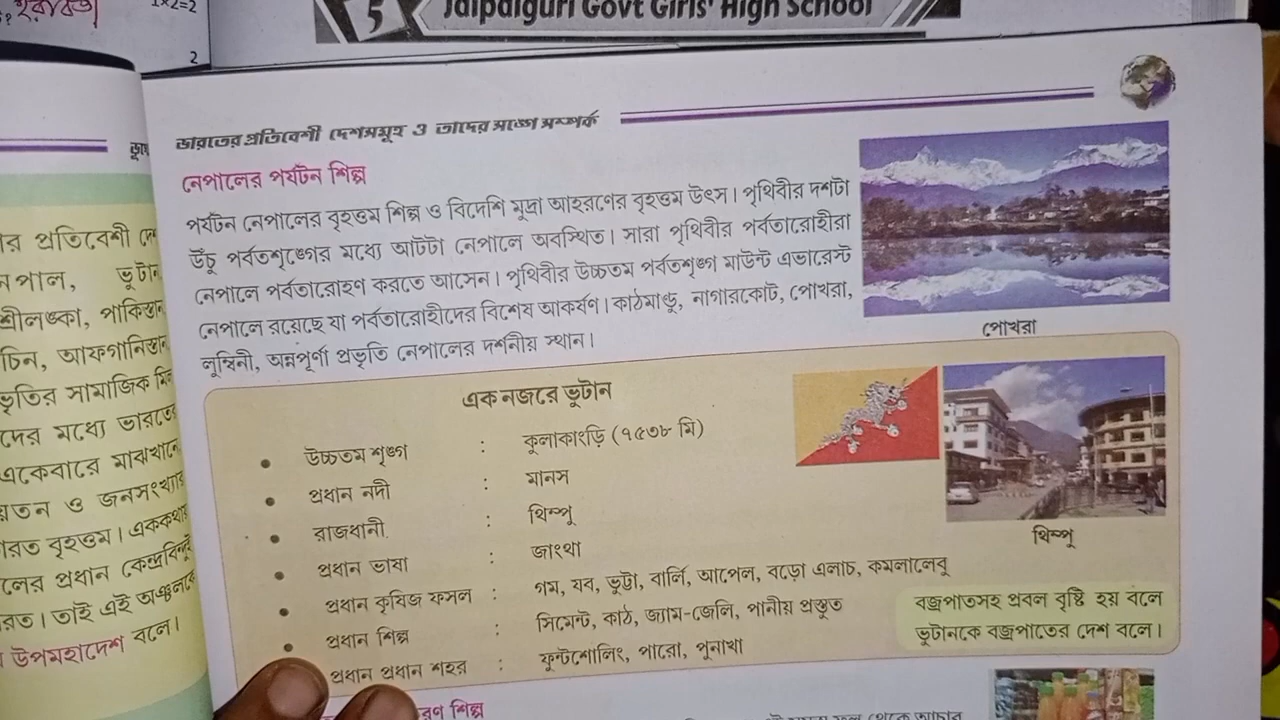 1x2=2
2
5 Jalpaiguri Govt Girls' High School
ভারতের প্রতিবেশী দেশসমূহ ও তাদের সঙ্গে সম্পর্ক
নেপালের পর্যটন শিল্প
পর্যটন নেপালের বৃহত্তম শিল্প ও বিদেশি মুদ্রা আহরণের বৃহত্তম উৎস। পৃথিবীর দশটা
উঁচু পর্বতশৃঙ্গের মধ্যে আটটা নেপালে অবস্থিত। সারা পৃথিবীর পর্বতারোহীরা
নেপালে পর্বতারোহণ করতে আসেন। পৃথিবীর উচ্চতম পর্বতশৃঙ্গ মাউন্ট এভারেস্ট
নেপালে রয়েছে যা পর্বতারোহীদের বিশেষ আকর্ষণ। কাঠমাণ্ডু, নাগারকোট, পোখরা,
লুম্বিনী, অন্নপূর্ণা প্রভৃতি নেপালের দর্শনীয় স্থান।
পোখরা
এক নজরে ভুটান
উচ্চতম শৃঙ্গ : কুলাকাংড়ি (৭৫৩৮ মি)
প্রধান নদী : মানস
রাজধানী : থিম্পু
প্রধান ভাষা : জাংথা
প্রধান কৃষিজ ফসল : গম, যব, ভুট্টা, বার্লি, আপেল, বড়ো এলাচ, কমলালেবু
প্রধান শিল্প : সিমেন্ট, কাঠ, জ্যাম-জেলি, পানীয় প্রস্তুত
প্রধান প্রধান শহর : ফুন্টশোলিং, পারো, পুনাখা
থিম্পু
বজ্রপাতসহ প্রবল বৃষ্টি হয় বলে
ভুটানকে বজ্রপাতের দেশ বলে।
শিল্প
থেকে আচার
প্রতিবেশী
ভুটান
শ্রীলঙ্কা, পাকিস্তান
চিন, আফগানিস্তান
সামাজিক
মধ্যে ভারতের
একেবারে মাঝখানে
ও জনসংখ্যার
বৃহত্তম। এককথায়
প্রধান কেন্দ্রবিন্দুই
তাই এই অঞ্চলকে
উপমহাদেশ বলে।